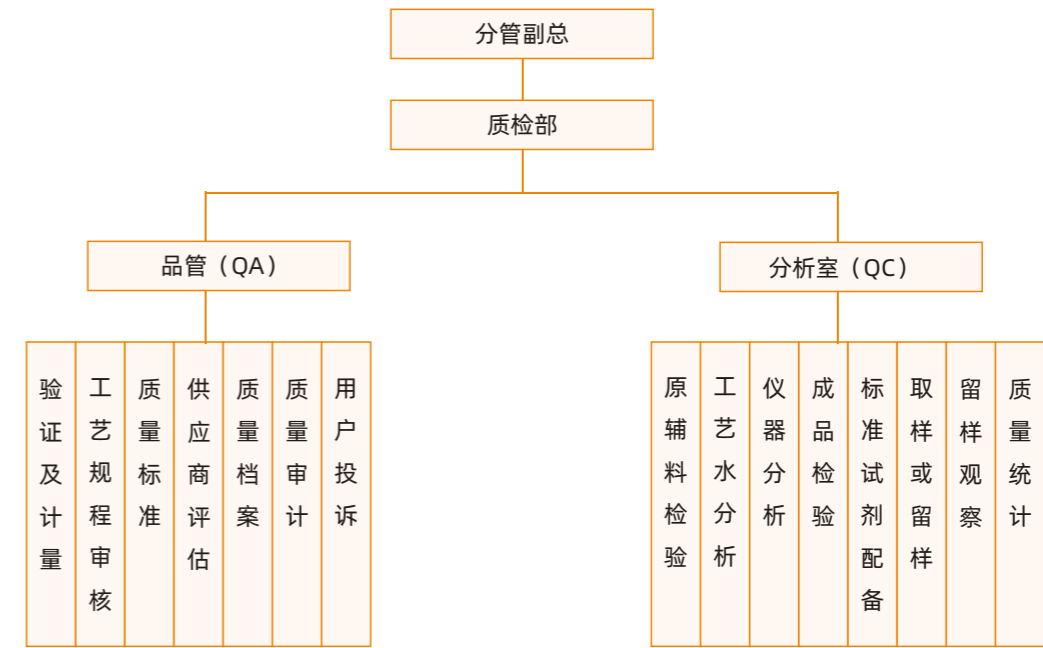 分管副总
质检部
品管（QA）
分析室（QC）
验证及计量
工艺规程审核
质量标准
供应商评估
质量档案
质量审计
用户投诉
原辅料检验
工艺水分析
仪器分析
成品检验
标准试剂配备
取样或留样
留样观察
质量统计